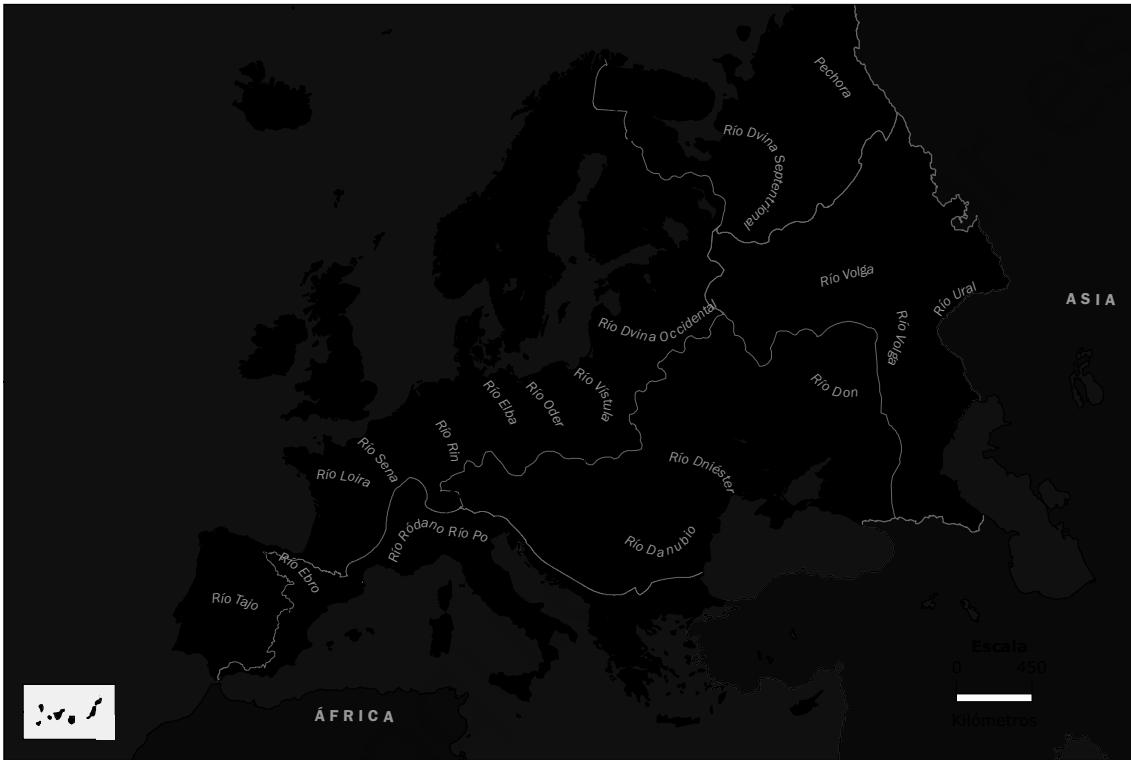 Pechora
Río Dvina Septentrional
Río Volga
Río Ural
ASIA
Río Dvina Occidental
Río Volga
Río Elba
Río Oder
Río Vístula
Río Don
Río Rin
Río Sena
Río Loira
Río Dniéster
Río Ródano
Río Po
Río Danubio
Río Ebro
Río Tajo
Escala
0 450
Kilómetros
ÁFRICA